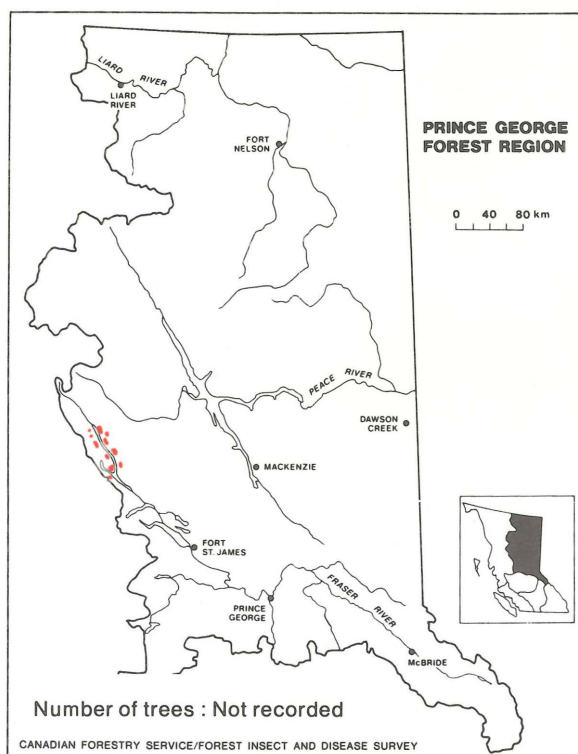 LIARD RIVER
LIARD
RIVER
FORT
NELSON
PRINCE GEORGE
FOREST REGION
0 40 80 km
PEACE RIVER
DAWSON
CREEK
MACKENZIE
FORT
ST. JAMES
PRINCE
GEORGE
FRASER RIVER
McBRIDE
Number of trees : Not recorded
CANADIAN FORESTRY SERVICE/FOREST INSECT AND DISEASE SURVEY